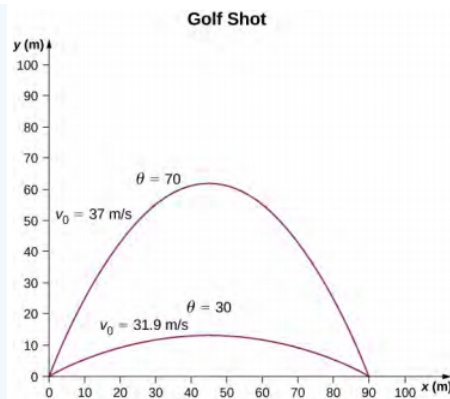 Golf Shot
y (m)
100
90
80
70
60
50
40
30
20
10
0
θ = 70
v₀ = 37 m/s
θ = 30
v₀ = 31.9 m/s
0 10 20 30 40 50 60 70 80 90 100 x (m)